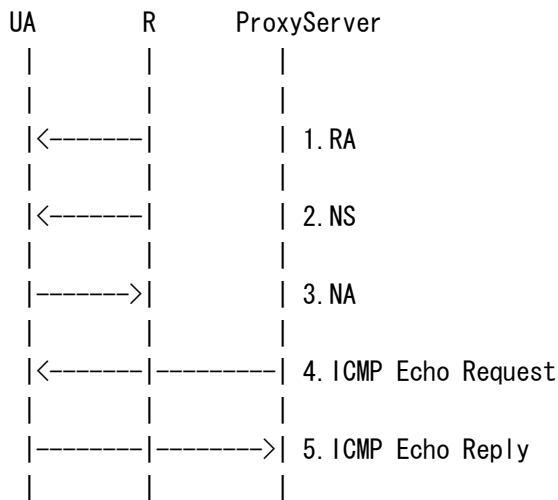 UA R ProxyServer
| | |
| | |
|<-------| | 1.RA
| | |
|<-------| | 2.NS
| | |
|------->| | 3.NA
| | |
|<-------|---------| 4.ICMP Echo Request
| | |
|--------|-------->| 5.ICMP Echo Reply
| | |